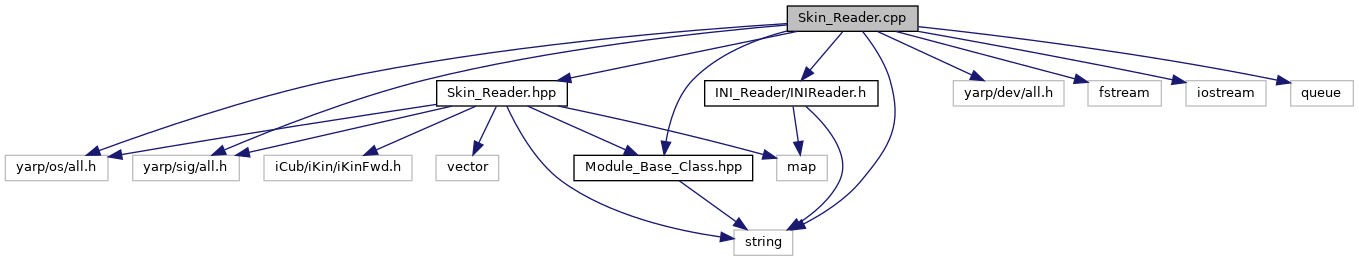 Skin_Reader.cpp
Skin_Reader.hpp
INI_Reader/INIReader.h
yarp/dev/all.h
fstream
iostream
queue
yarp/os/all.h
yarp/sig/all.h
iCub/iKin/iKinFwd.h
vector
Module_Base_Class.hpp
map
string